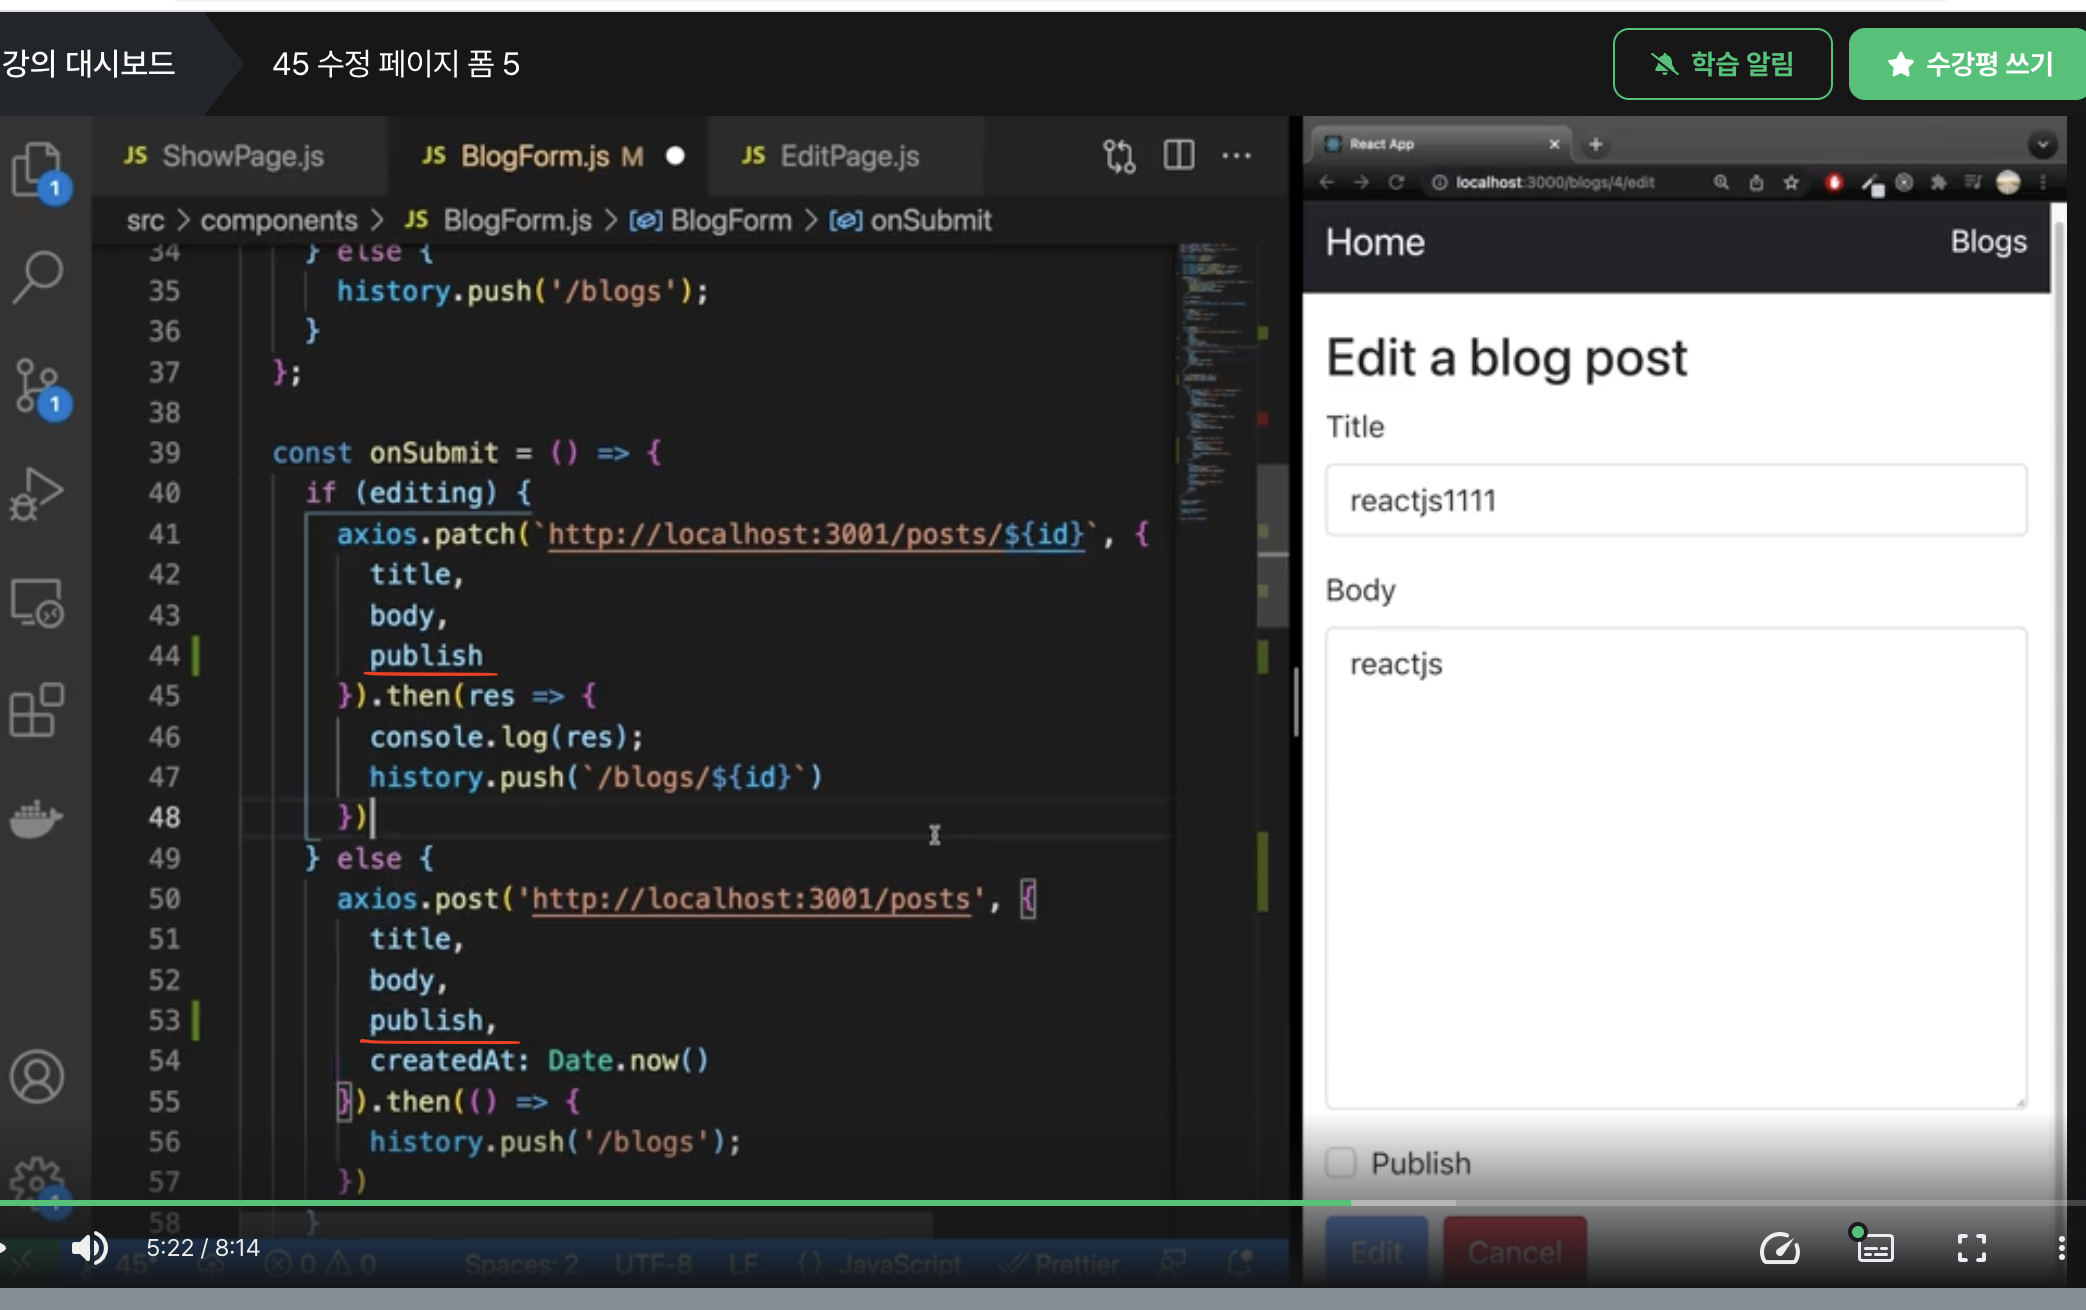 강의 대시보드
45 수정 페이지 폼 5
학습 알림
수강평 쓰기
JS ShowPage.js
JS BlogForm.js M
JS EditPage.js
src > components > JS BlogForm.js > BlogForm > onSubmit
34 } else {
35 history.push('/blogs');
36 }
37 };
38
39 const onSubmit = () => {
40 if (editing) {
41 axios.patch(`http://localhost:3001/posts/${id}`, {
42 title,
43 body,
44 publish
45 }).then(res => {
46 console.log(res);
47 history.push(`/blogs/${id}`)
48 })
49 } else {
50 axios.post('http://localhost:3001/posts', {
51 title,
52 body,
53 publish,
54 createdAt: Date.now()
55 }).then(() => {
56 history.push('/blogs');
57 })
58 }
1
1
1
45
0 0
Spaces: 2 UTF-8 LF {} JavaScript Prettier
5:22 / 8:14
React App
localhost:3000/blogs/4/edit
Home
Blogs
Edit a blog post
Title
reactjs1111
Body
reactjs
Publish
Edit
Cancel